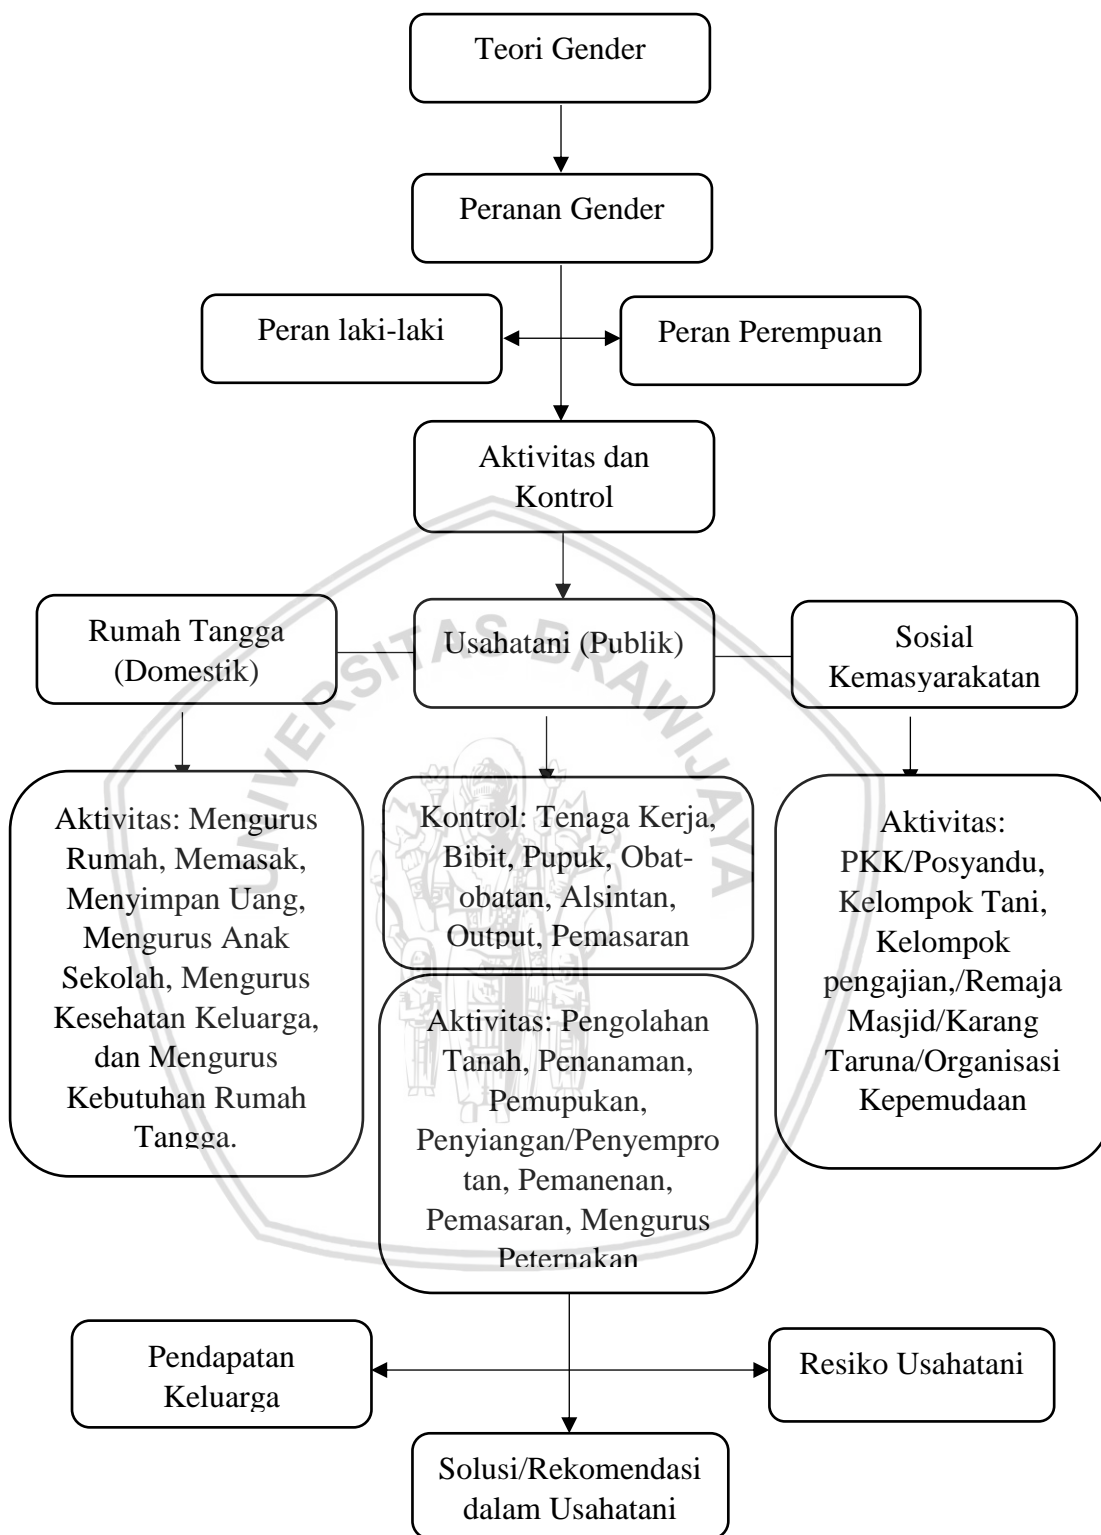 Teori Gender
Peranan Gender
Peran laki-laki
Peran Perempuan
Aktivitas dan
Kontrol
Rumah Tangga
(Domestik)
Usahatani (Publik)
Sosial
Kemasyarakatan
Aktivitas: Mengurus
Rumah, Memasak,
Menyimpan Uang,
Mengurus Anak
Sekolah, Mengurus
Kesehatan Keluarga,
dan Mengurus
Kebutuhan Rumah
Tangga.
Kontrol: Tenaga Kerja,
Bibit, Pupuk, Obat-
obatan, Alsintan,
Output, Pemasaran
Aktivitas: Pengolahan
Tanah, Penanaman,
Pemupukan,
Penyiangan/Penyempro
tan, Pemanenan,
Pemasaran, Mengurus
Peternakan
Aktivitas:
PKK/Posyandu,
Kelompok Tani,
Kelompok
pengajian,/Remaja
Masjid/Karang
Taruna/Organisasi
Kepemudaan
Pendapatan
Keluarga
Resiko Usahatani
Solusi/Rekomendasi
dalam Usahatani
UNIVERSITAS BRAWIJAYA